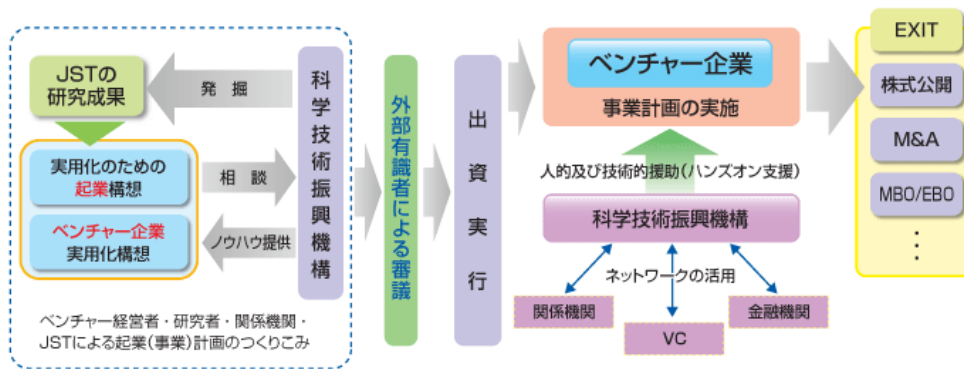 JSTの
研究成果
発掘
実用化のための
起業構想
相談
ベンチャー企業
実用化構想
ノウハウ提供
科学技術振興機構
ベンチャー経営者・研究者・関係機関・
JSTによる起業(事業)計画のつくりこみ
外部有識者による審議
出資実行
ベンチャー企業
事業計画の実施
人的及び技術的援助(ハンズオン支援)
科学技術振興機構
ネットワークの活用
関係機関
VC
金融機関
EXIT
株式公開
M&A
MBO/EBO
⋮